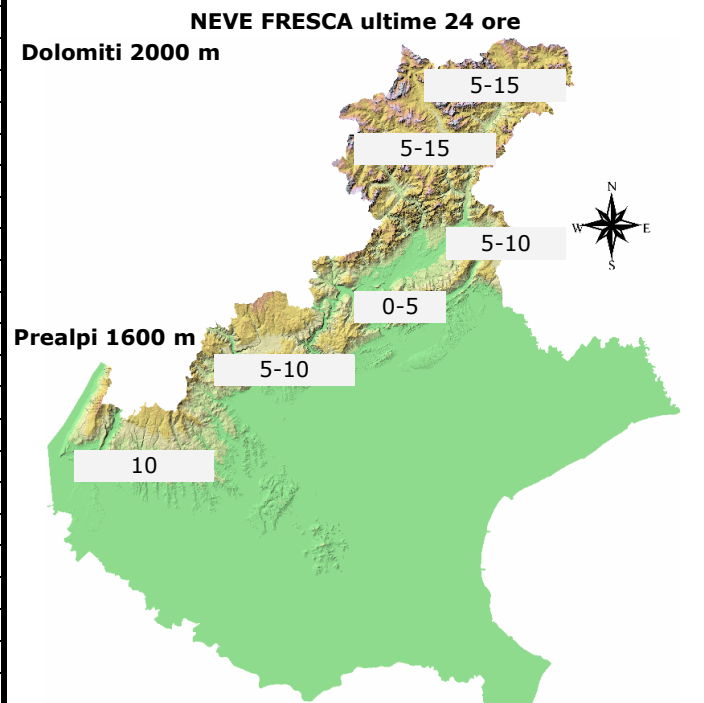 NEVE FRESCA ultime 24 ore
Dolomiti 2000 m
5-15
5-15
N
W E
S
5-10
0-5
Prealpi 1600 m
5-10
10